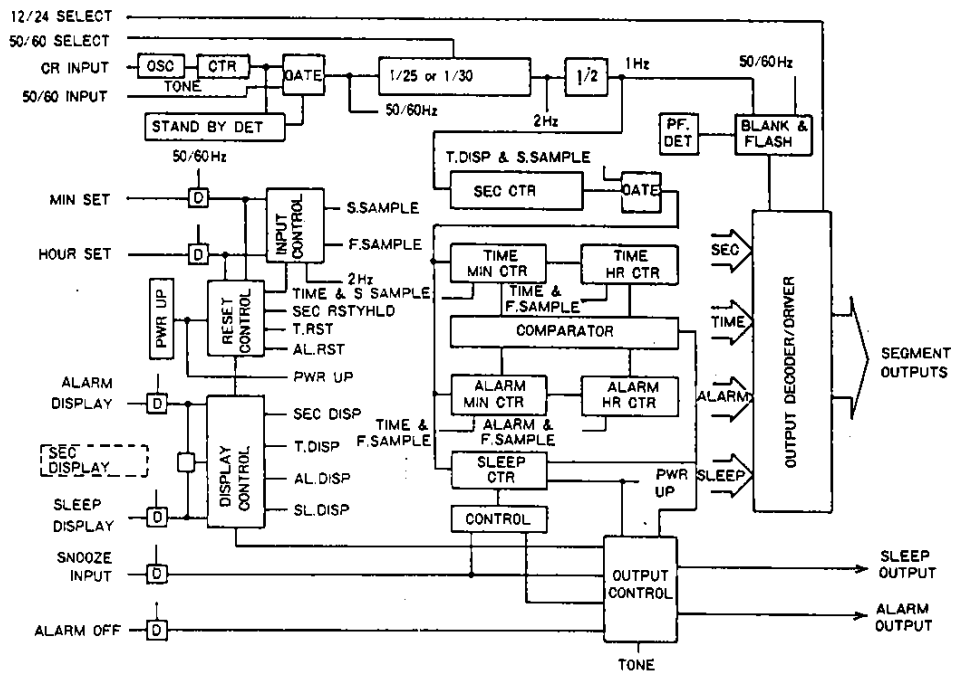 12/24 SELECT
50/60 SELECT
CR INPUT
OSC
CTR
TONE
GATE
1/25 or 1/30
1/2
1Hz
50/60Hz
50/60 INPUT
50/60Hz
2Hz
STAND BY DET
PF.
DET
BLANK &
FLASH
50/60Hz
T.DISP & S.SAMPLE
SEC CTR
GATE
MIN SET
D
INPUT
CONTROL
S.SAMPLE
F.SAMPLE
HOUR SET
D
2Hz
TIME & S SAMPLE
SEC RSTYHLD
T.RST
AL.RST
PWR UP
PWR UP
RESET
CONTROL
TIME
MIN CTR
TIME
HR CTR
TIME &
F.SAMPLE
COMPARATOR
ALARM
MIN CTR
ALARM
HR CTR
TIME &
F.SAMPLE
ALARM &
F.SAMPLE
SLEEP
CTR
PWR
UP
CONTROL
SEC
TIME
ALARM
SLEEP
OUTPUT DECODER/DRIVER
SEGMENT
OUTPUTS
ALARM
DISPLAY
D
SEC
DISPLAY
SLEEP
DISPLAY
D
DISPLAY
CONTROL
SEC DISP
T.DISP
AL.DISP
SL.DISP
SNOOZE
INPUT
D
ALARM OFF
D
OUTPUT
CONTROL
TONE
SLEEP
OUTPUT
ALARM
OUTPUT